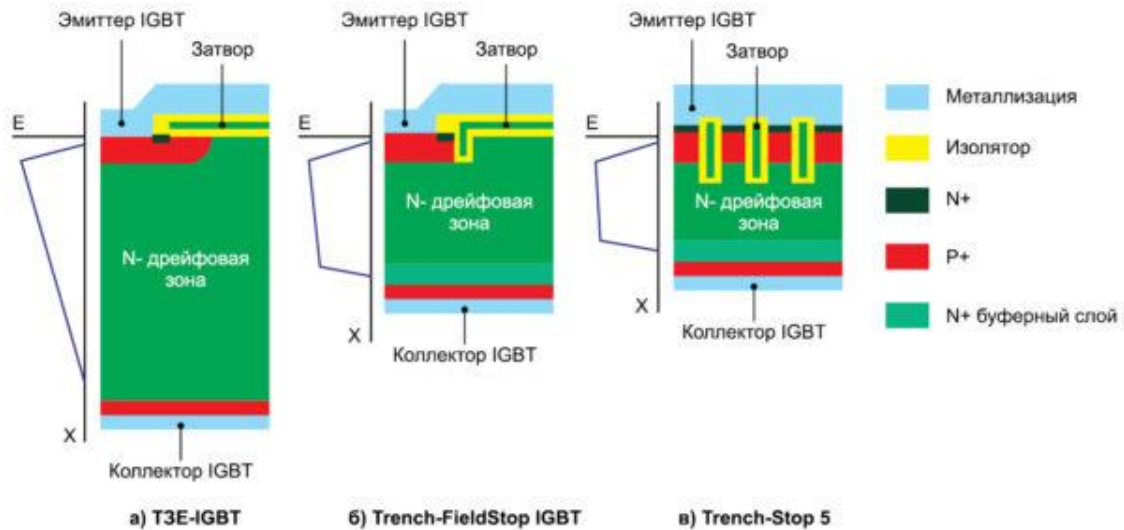 Эмиттер IGBT
Затвор
E
N- дрейфовая
зона
X
Коллектор IGBT
а) T3E-IGBT
Эмиттер IGBT
Затвор
E
N- дрейфовая
зона
X
Коллектор IGBT
б) Trench-FieldStop IGBT
Эмиттер IGBT
Затвор
E
N- дрейфовая
зона
X
Коллектор IGBT
в) Trench-Stop 5
Металлизация
Изолятор
N+
P+
N+ буферный слой